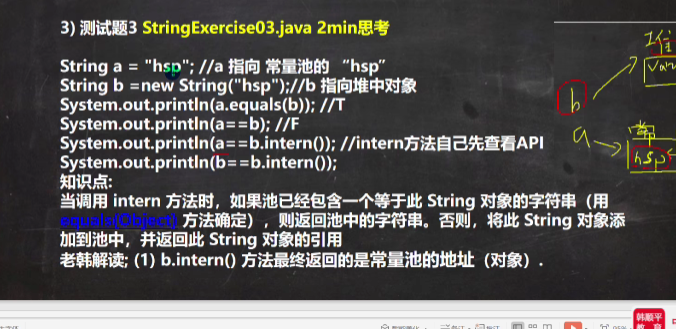 3) 测试题3 StringExercise03.java 2min思考
String a = "hsp"; //a 指向 常量池的 “hsp”
String b =new String("hsp");//b 指向堆中对象
System.out.println(a.equals(b)); //T
System.out.println(a==b); //F
System.out.println(a==b.intern()); //intern方法自己先查看API
System.out.println(b==b.intern());
知识点:
当调用 intern 方法时，如果池已经包含一个等于此 String 对象的字符串（用
equals(Object) 方法确定），则返回池中的字符串。否则，将此 String 对象添
加到池中，并返回此 String 对象的引用
老韩解读; (1) b.intern() 方法最终返回的是常量池的地址（对象）.
b
a
hsp
韩顺平
教育